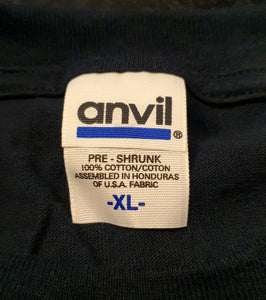 anvil®
PRE - SHRUNK
100% COTTON/COTON
ASSEMBLED IN HONDURAS
OF U.S.A. FABRIC
-XL-